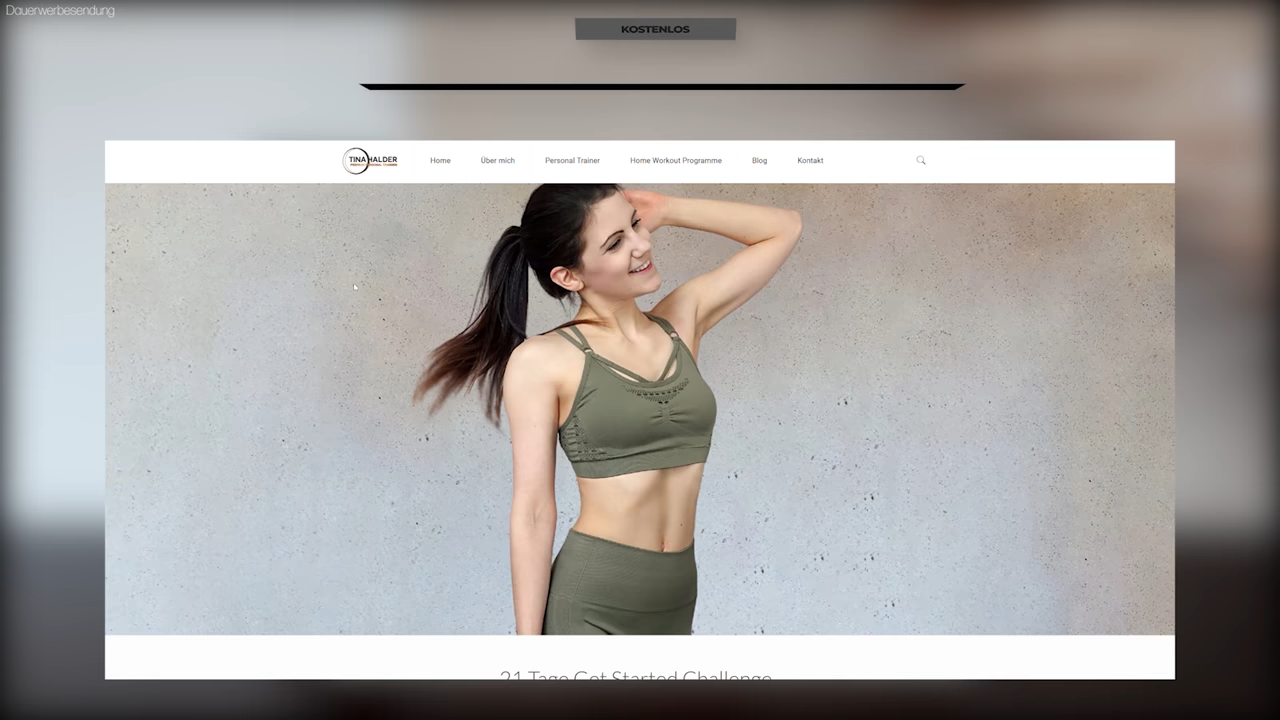 Dauerwerbesendung
KOSTENLOS
TINA HALDER
Home
Über mich
Personal Trainer
Home Workout Programme
Blog
Kontakt
21 Tage Get Started Challenge